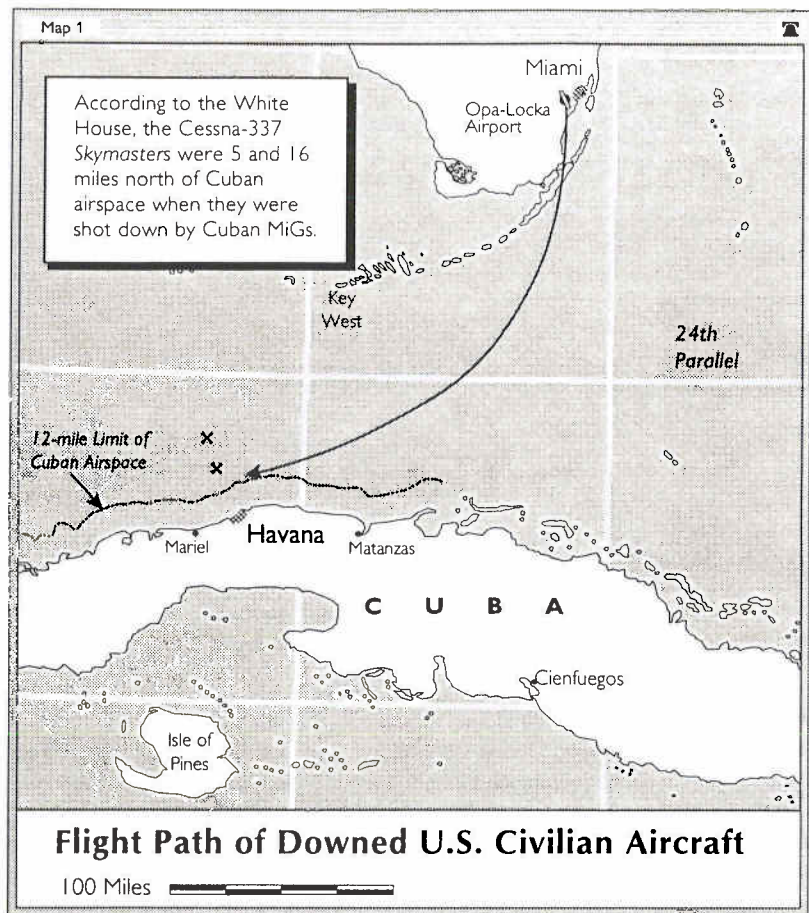 Map 1
According to the White
House, the Cessna-337
Skymasters were 5 and 16
miles north of Cuban
airspace when they were
shot down by Cuban MiGs.
Miami
Opa-Locka
Airport
Key
West
24th
Parallel
12-mile Limit of
Cuban Airspace
Mariel
Havana
Matanzas
C U B A
Cienfuegos
Isle of
Pines
Flight Path of Downed U.S. Civilian Aircraft
100 Miles